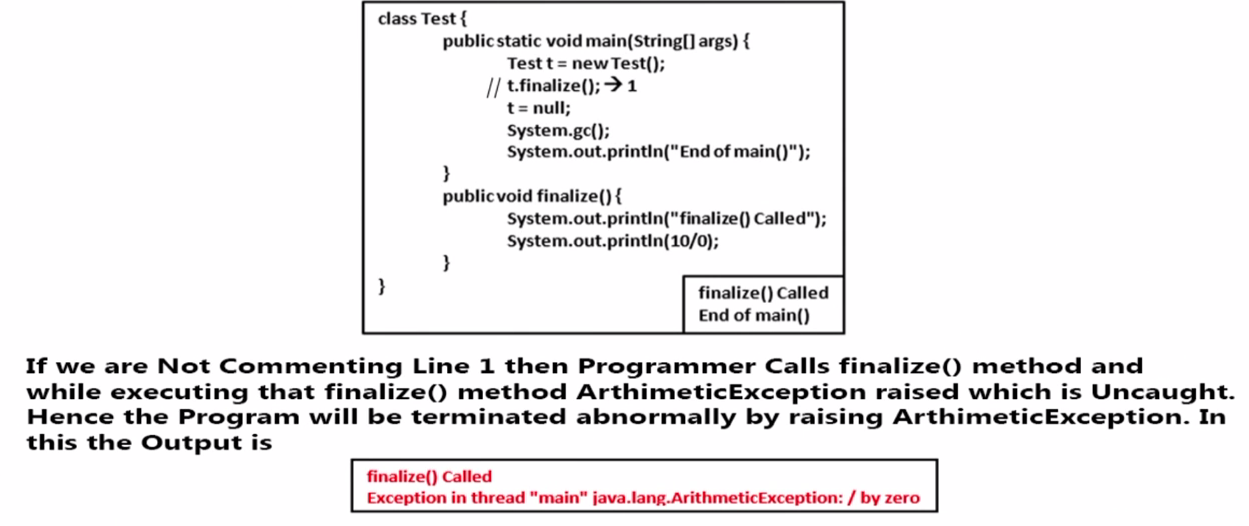 class Test {
public static void main(String[] args) {
Test t = new Test();
// t.finalize(); → 1
t = null;
System.gc();
System.out.println("End of main()");
}
public void finalize() {
System.out.println("finalize() Called");
System.out.println(10/0);
}
}
finalize() Called
End of main()
If we are Not Commenting Line 1 then Programmer Calls finalize() method and
while executing that finalize() method ArthimeticException raised which is Uncaught.
Hence the Program will be terminated abnormally by raising ArthimeticException. In
this the Output is
finalize() Called
Exception in thread "main" java.lang.ArithmeticException: / by zero